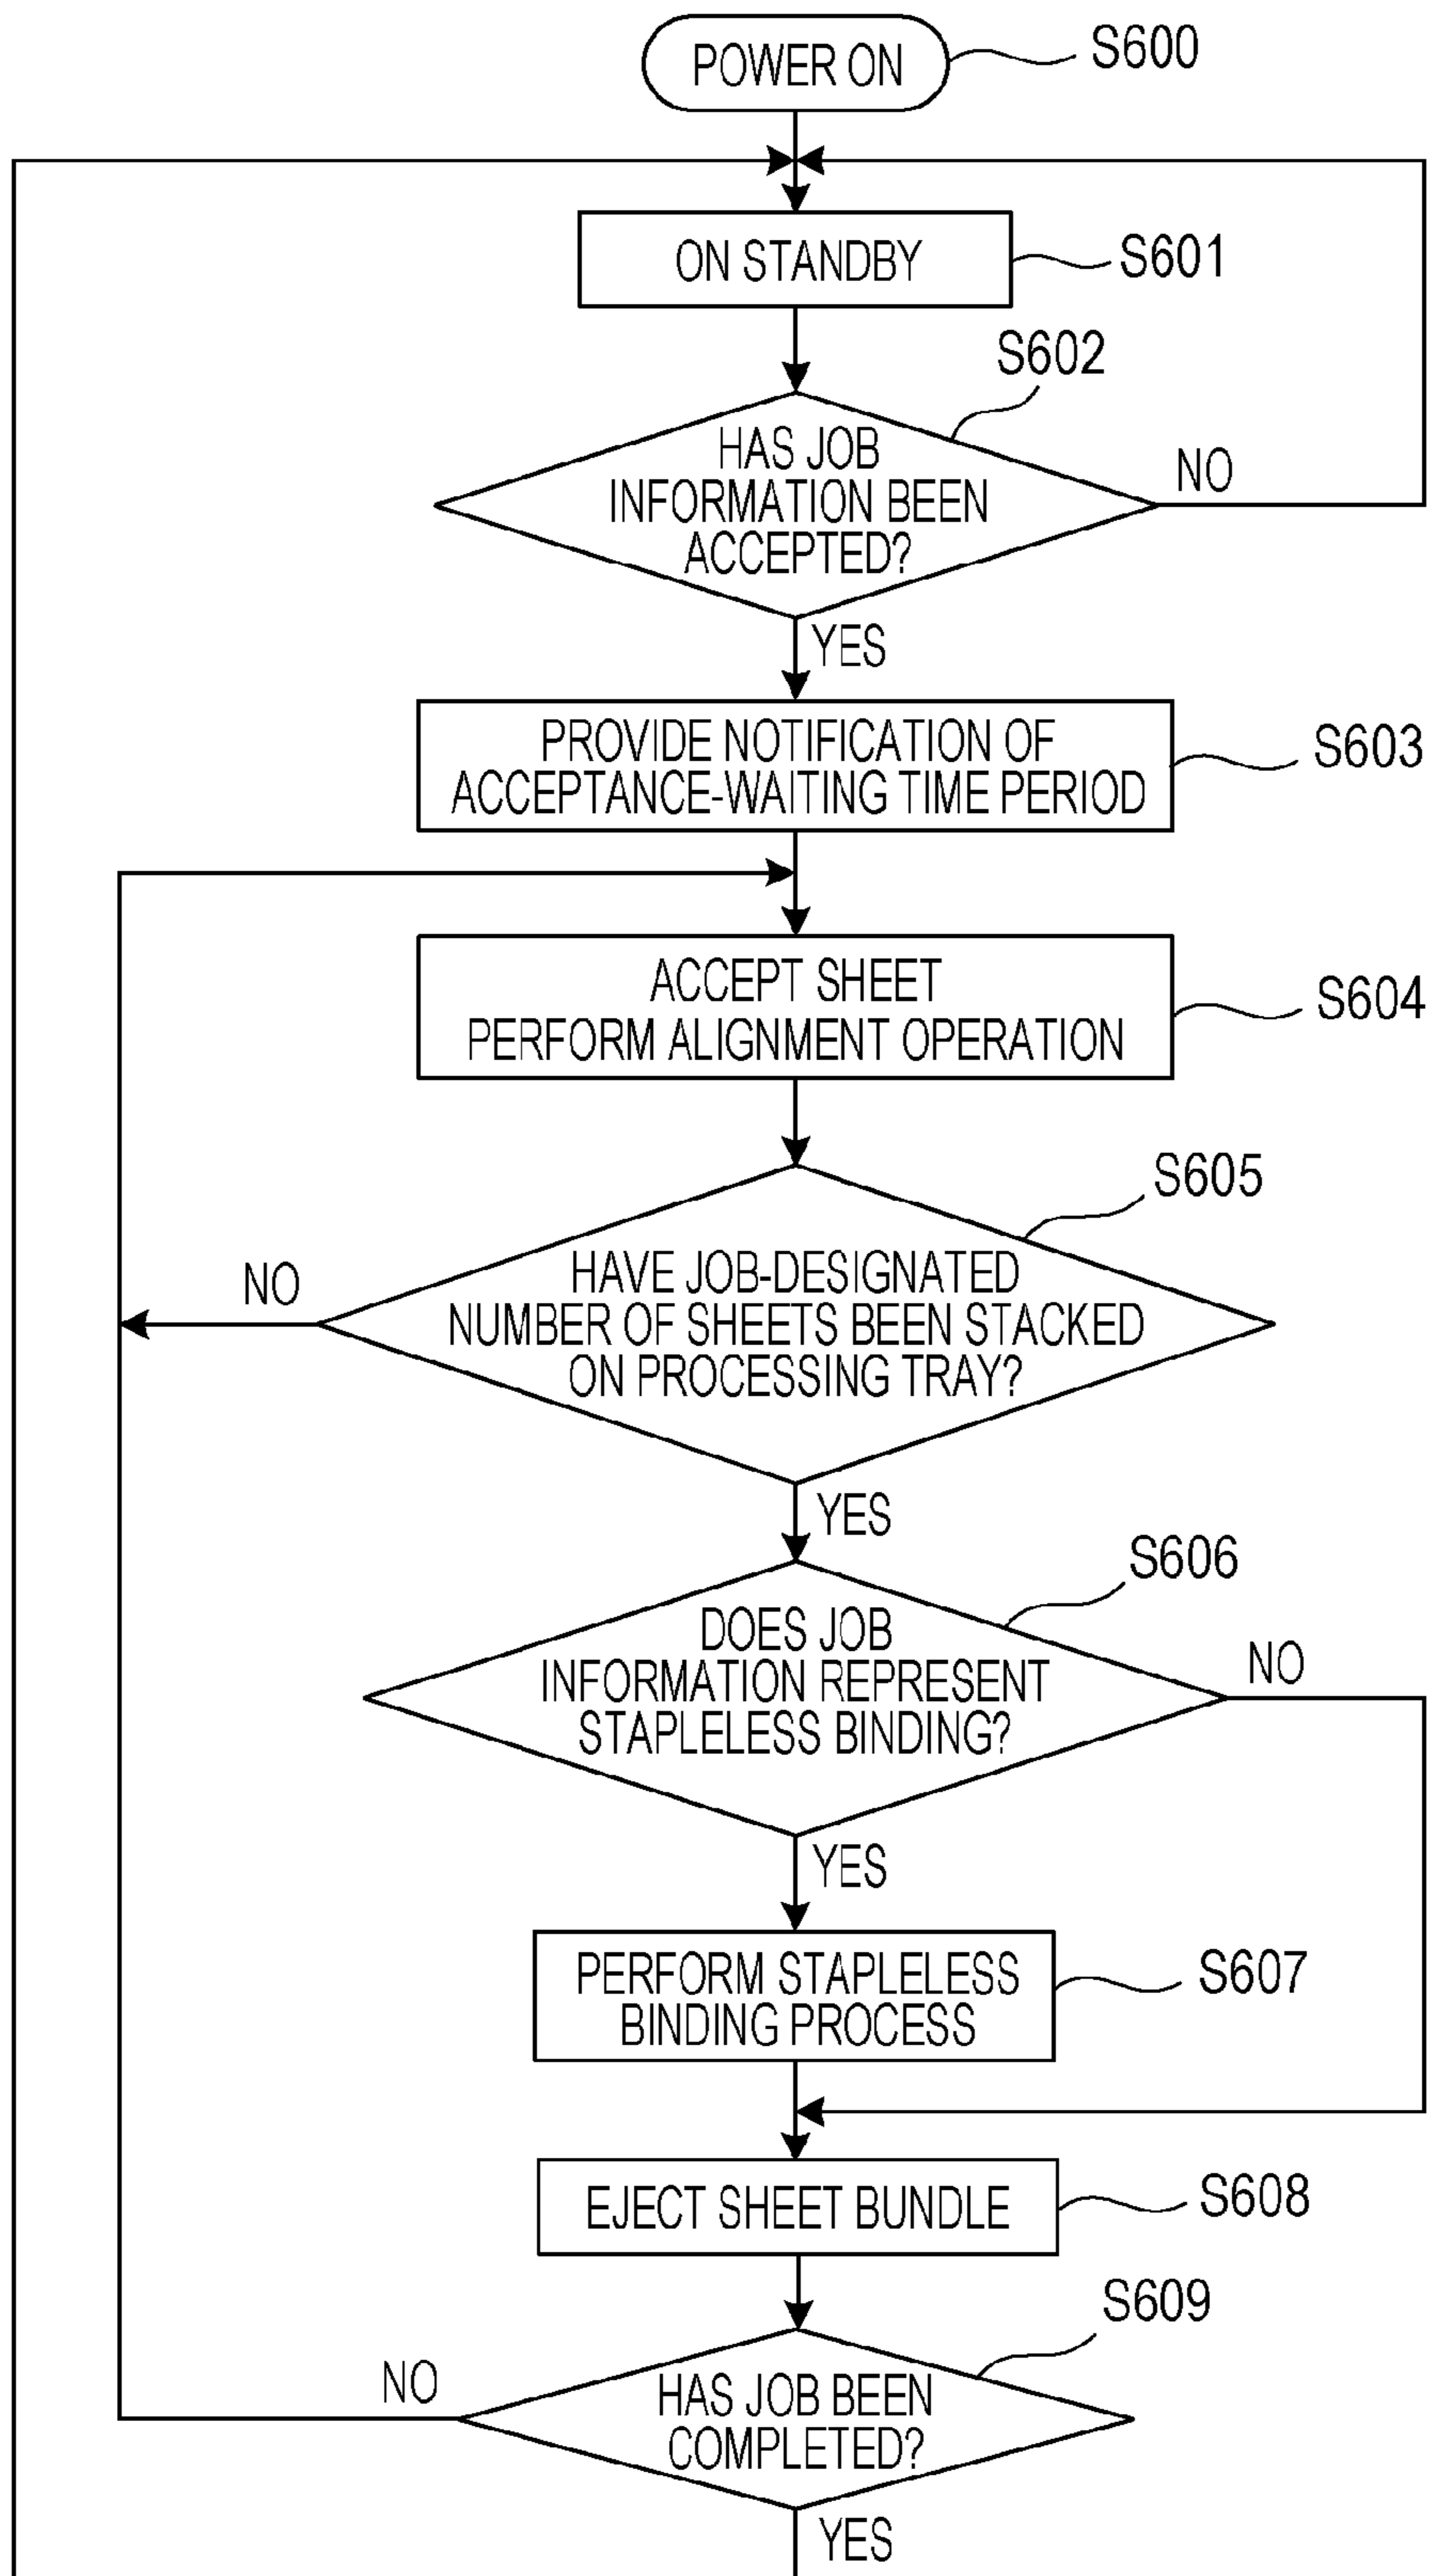 POWER ON
S600
ON STANDBY
S601
S602
HAS JOB
INFORMATION BEEN
ACCEPTED?
NO
YES
PROVIDE NOTIFICATION OF
ACCEPTANCE-WAITING TIME PERIOD
S603
ACCEPT SHEET
PERFORM ALIGNMENT OPERATION
S604
S605
HAVE JOB-DESIGNATED
NUMBER OF SHEETS BEEN STACKED
ON PROCESSING TRAY?
NO
YES
S606
DOES JOB
INFORMATION REPRESENT
STAPLELESS BINDING?
NO
YES
PERFORM STAPLELESS
BINDING PROCESS
S607
EJECT SHEET BUNDLE
S608
S609
HAS JOB BEEN
COMPLETED?
NO
YES